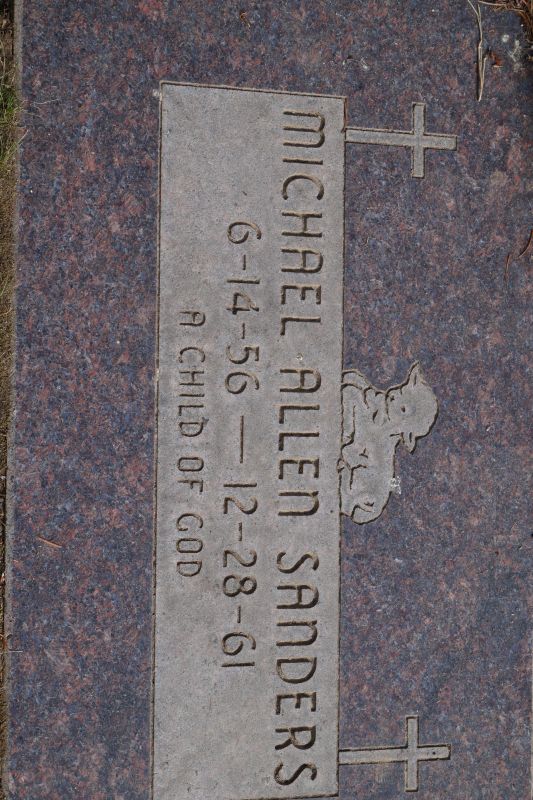 MICHAEL ALLEN SANDERS
6-14-56 — 12-28-61
A CHILD OF GOD